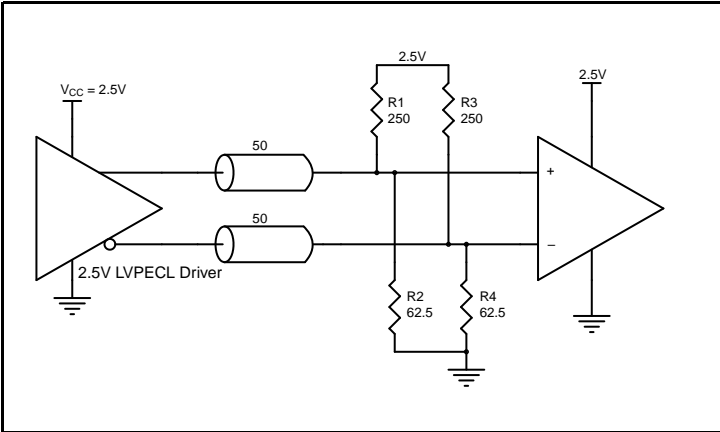 2.5V
2.5V
VCC = 2.5V
R1
250
R3
250
50
+
50
−
2.5V LVPECL Driver
R2
62.5
R4
62.5